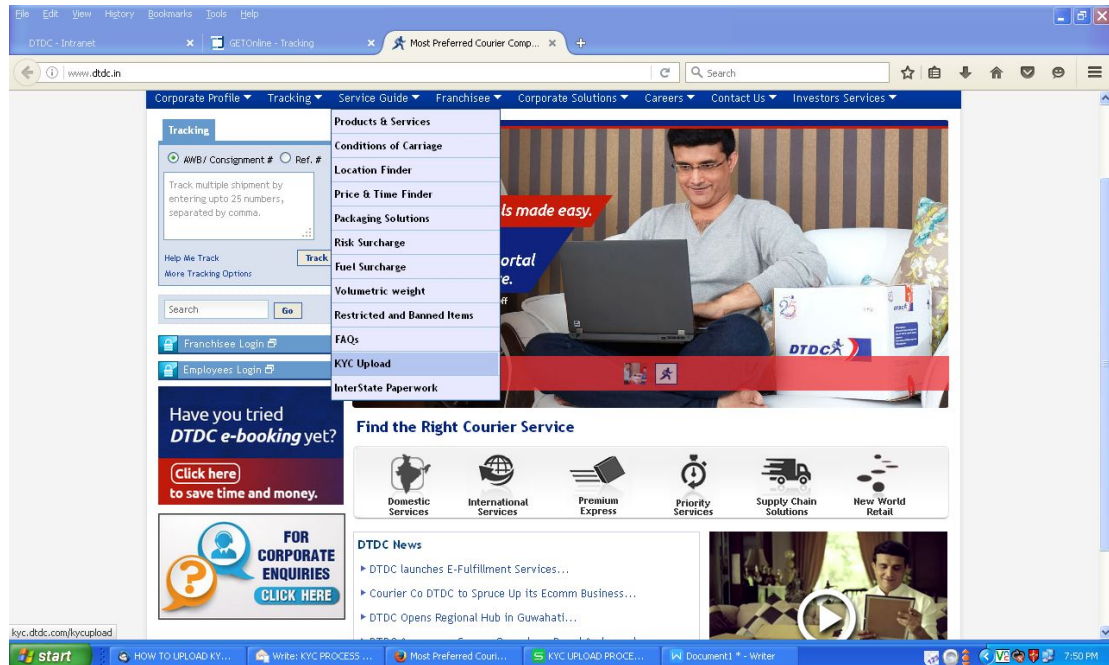 File Edit View History Bookmarks Tools Help
DTDC - Intranet
GETOnline - Tracking
Most Preferred Courier Comp...
www.dtdc.in
Search
Corporate Profile Tracking Service Guide Franchisee Corporate Solutions Careers Contact Us Investors Services
Tracking
AWB/ Consignment # Ref. #
Track multiple shipment by
entering upto 25 numbers,
separated by comma.
Help Me Track
Track
More Tracking Options
Search
Go
Franchisee Login
Employees Login
Products & Services
Conditions of Carriage
Location Finder
Price & Time Finder
Packaging Solutions
Risk Surcharge
Fuel Surcharge
Volumetric weight
Restricted and Banned Items
FAQs
KYC Upload
InterState Paperwork
ls made easy.
ortal
e.
ff
25
DTDC
Have you tried
DTDC e-booking yet?
Click here
to save time and money.
FOR
CORPORATE
ENQUIRIES
CLICK HERE
Find the Right Courier Service
Domestic
Services
International
Services
Premium
Express
Priority
Services
Supply Chain
Solutions
New World
Retail
DTDC News
DTDC launches E-Fulfillment Services...
Courier Co DTDC to Spruce Up its Ecomm Business...
DTDC Opens Regional Hub in Guwahati...
kyc.dtdc.com/kycupload
start
HOW TO UPLOAD KY...
Write: KYC PROCESS ...
Most Preferred Couri...
KYC UPLOAD PROCE...
Document1 * - Writer
7:50 PM